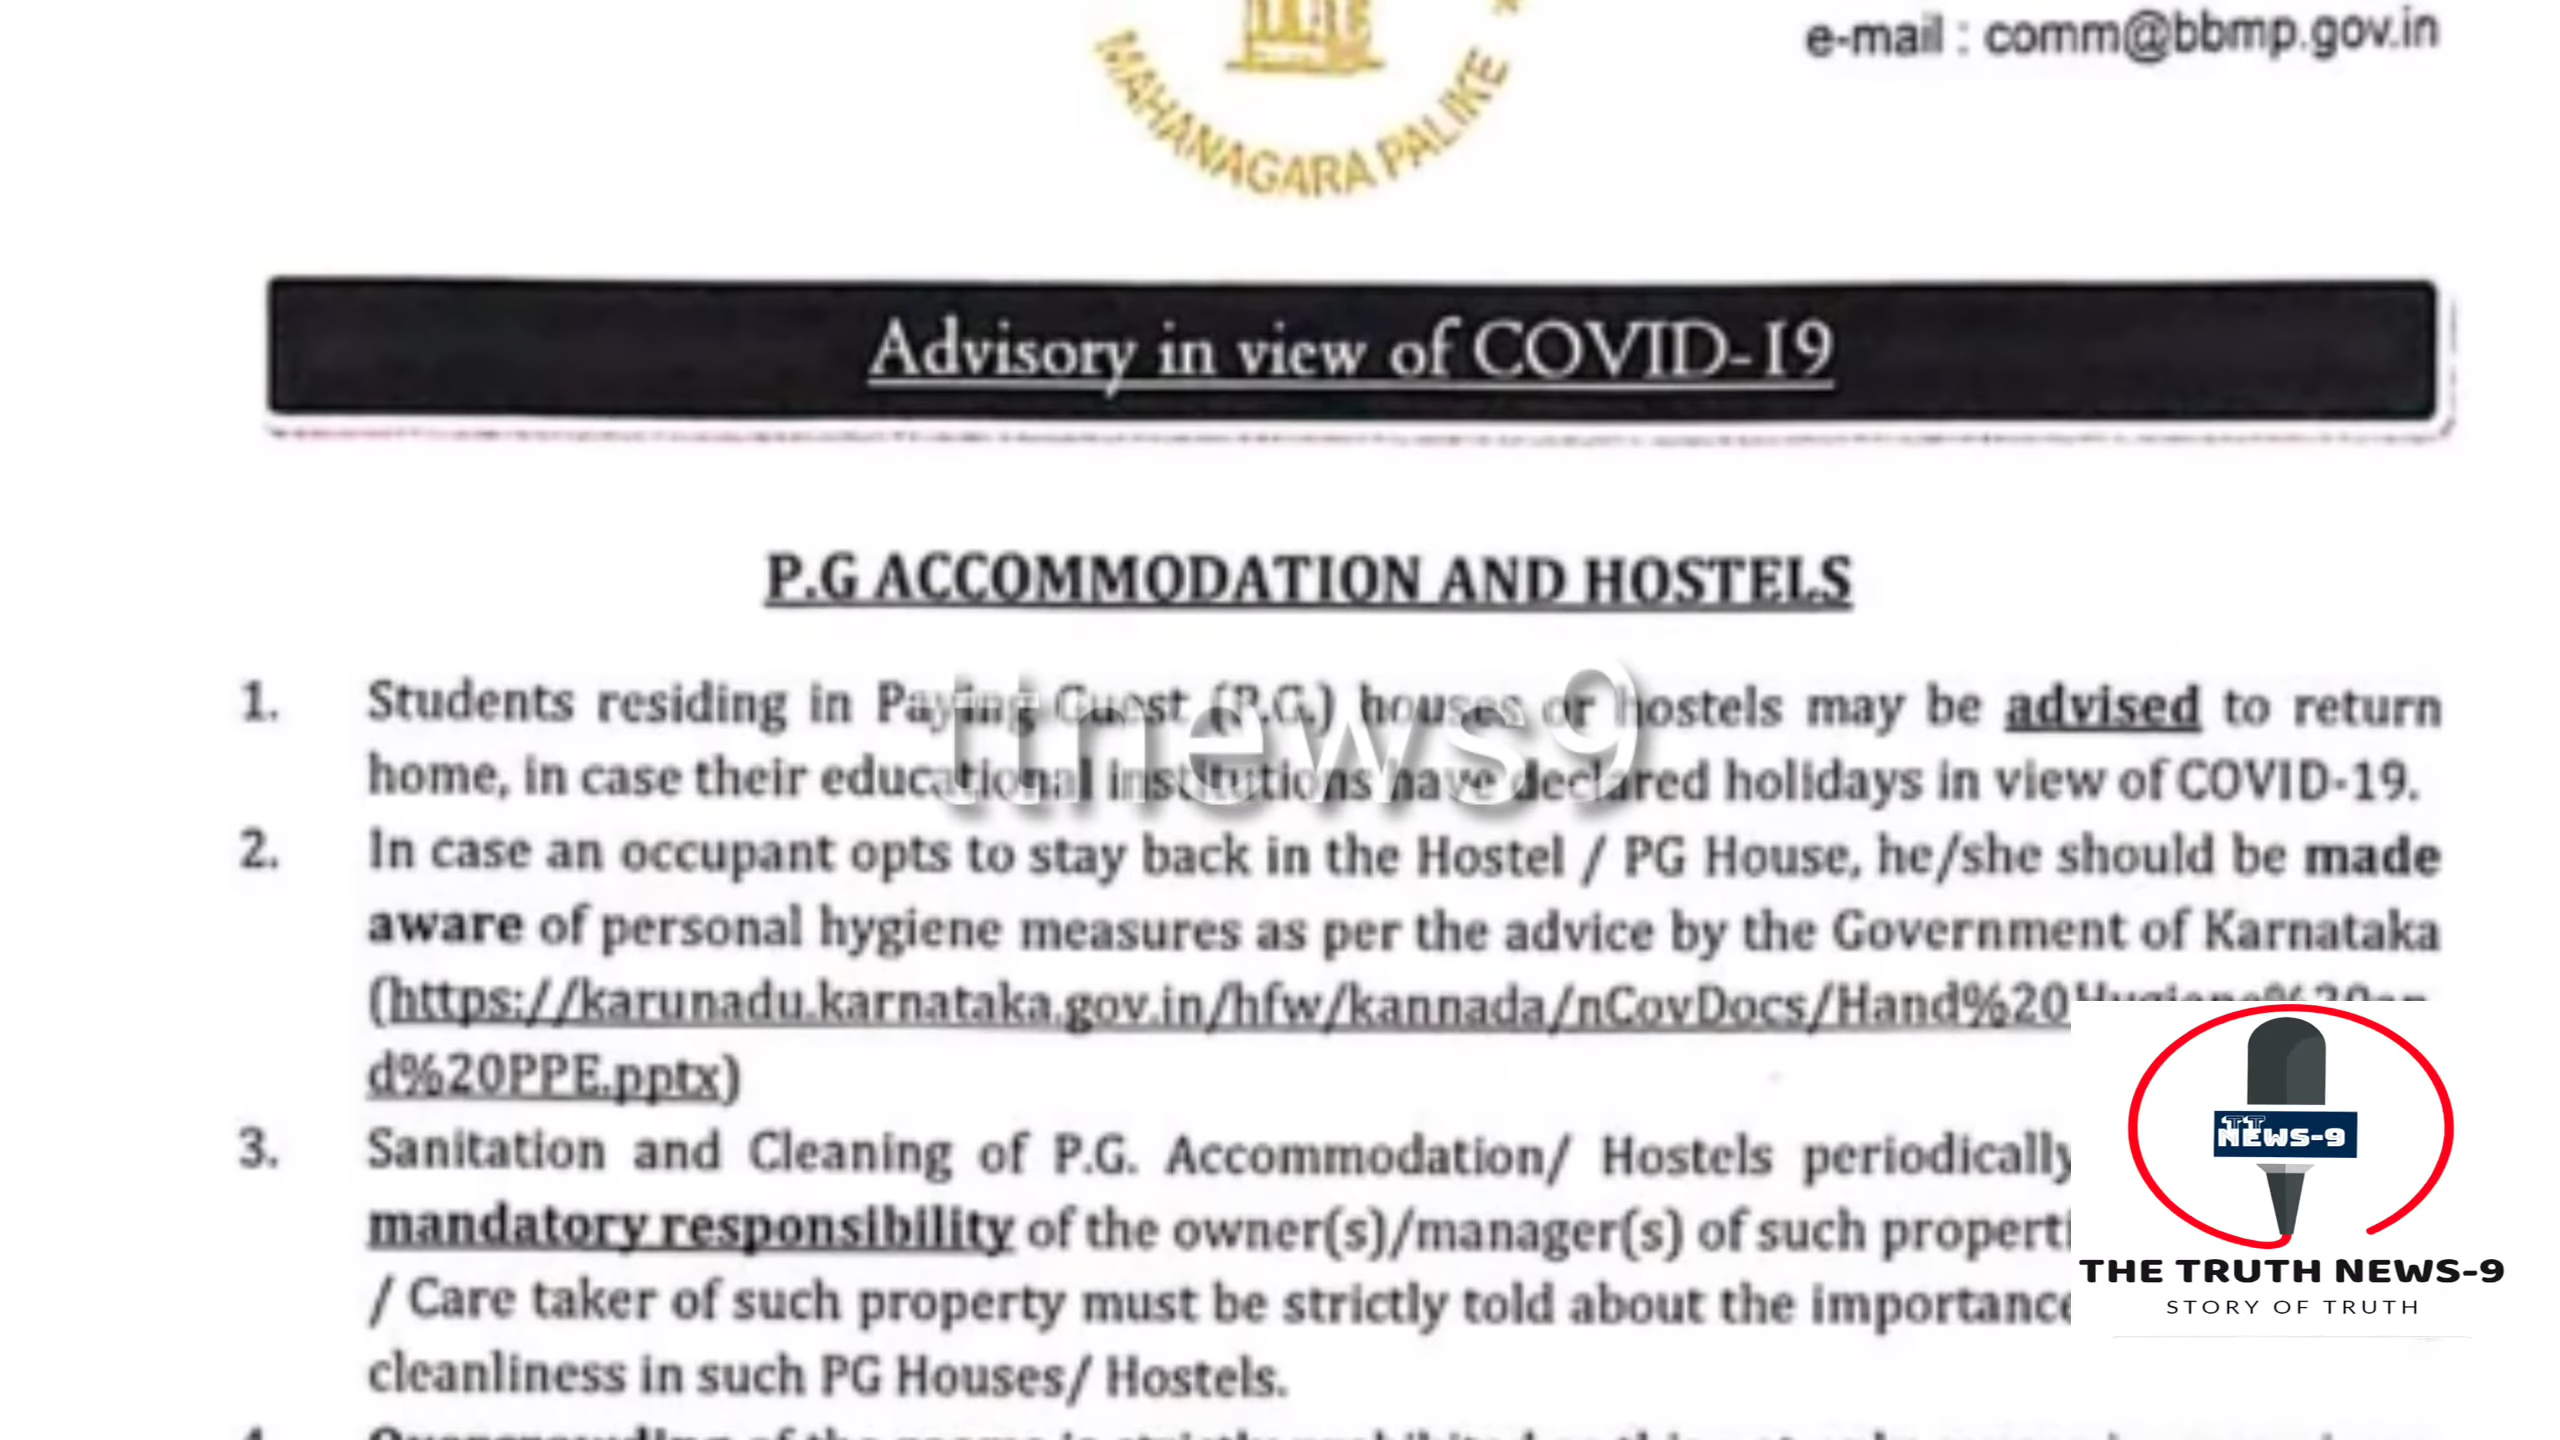 e-mail : comm@bbmp.gov.in
MAHANAGARA PALIKE
Advisory in view of COVID-19
P.G ACCOMMODATION AND HOSTELS
1. Students residing in Paying Guest (P.G.) houses or hostels may be advised to return
home, in case their educational institutions have declared holidays in view of COVID-19.
ttnews9
2. In case an occupant opts to stay back in the Hostel / PG House, he/she should be made
aware of personal hygiene measures as per the advice by the Government of Karnataka
(https://karunadu.karnataka.gov.in/hfw/kannada/nCovDocs/Hand%20Hygiene%20an
d%20PPE.pptx)
3. Sanitation and Cleaning of P.G. Accommodation/ Hostels periodically
mandatory responsibility of the owner(s)/manager(s) of such properti
/ Care taker of such property must be strictly told about the importance
cleanliness in such PG Houses/ Hostels.
TT
NEWS-9
THE TRUTH NEWS-9
STORY OF TRUTH